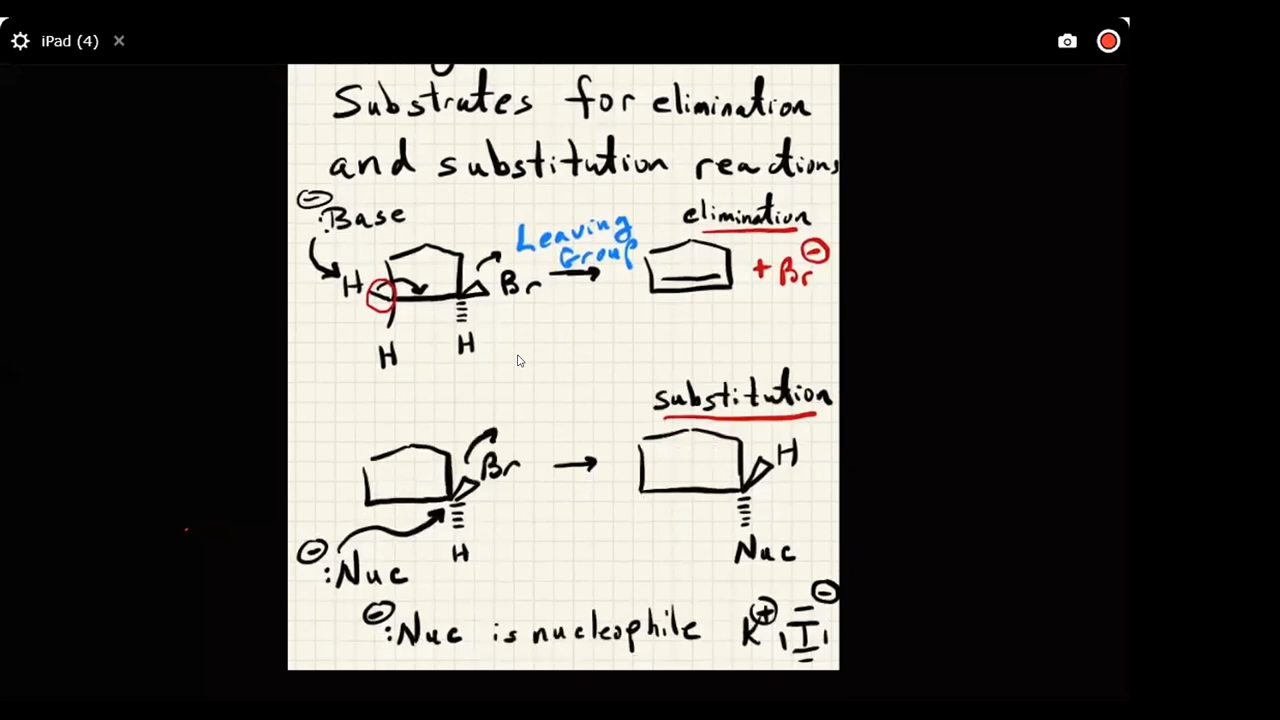 iPad (4)
Substrates for elimination
and substitution reactions
⊖
:Base
elimination
Leaving
Group
H
Br
+ Br ⊖
H
H
substitution
Br
H
H
Nuc
⊖
:Nuc
⊖:Nuc is nucleophile K⊕ I ⊖